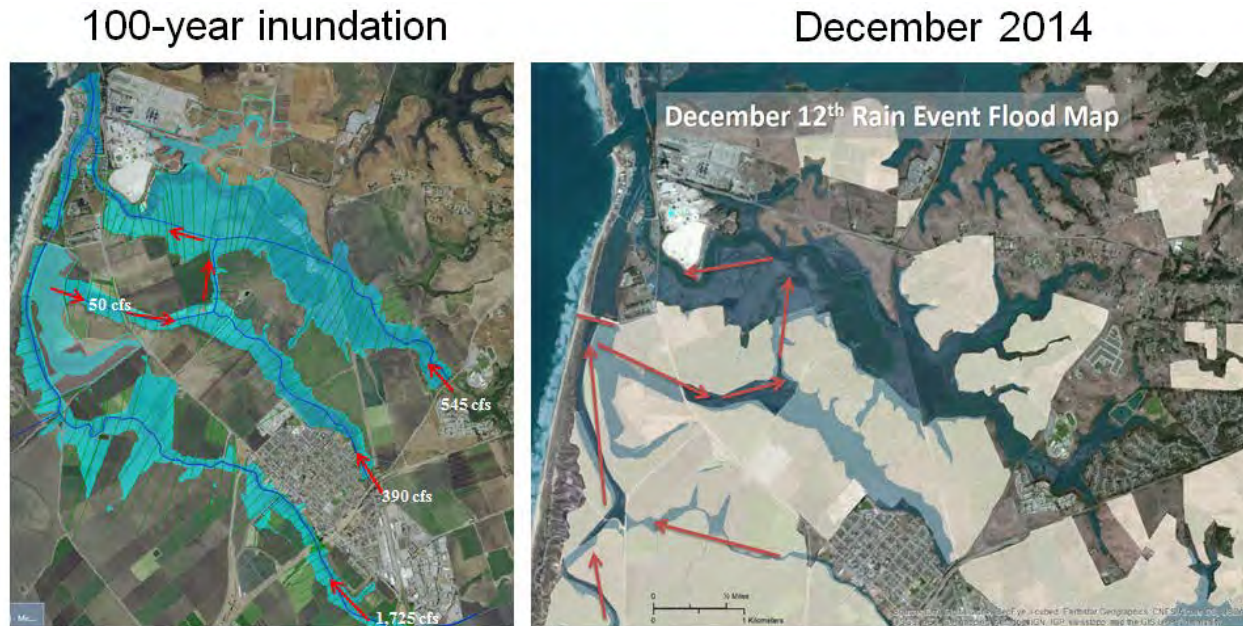 100-year inundation
December 2014
50 cfs
545 cfs
390 cfs
1,725 cfs
December 12th Rain Event Flood Map
0
½ Miles
0
1 Kilometers